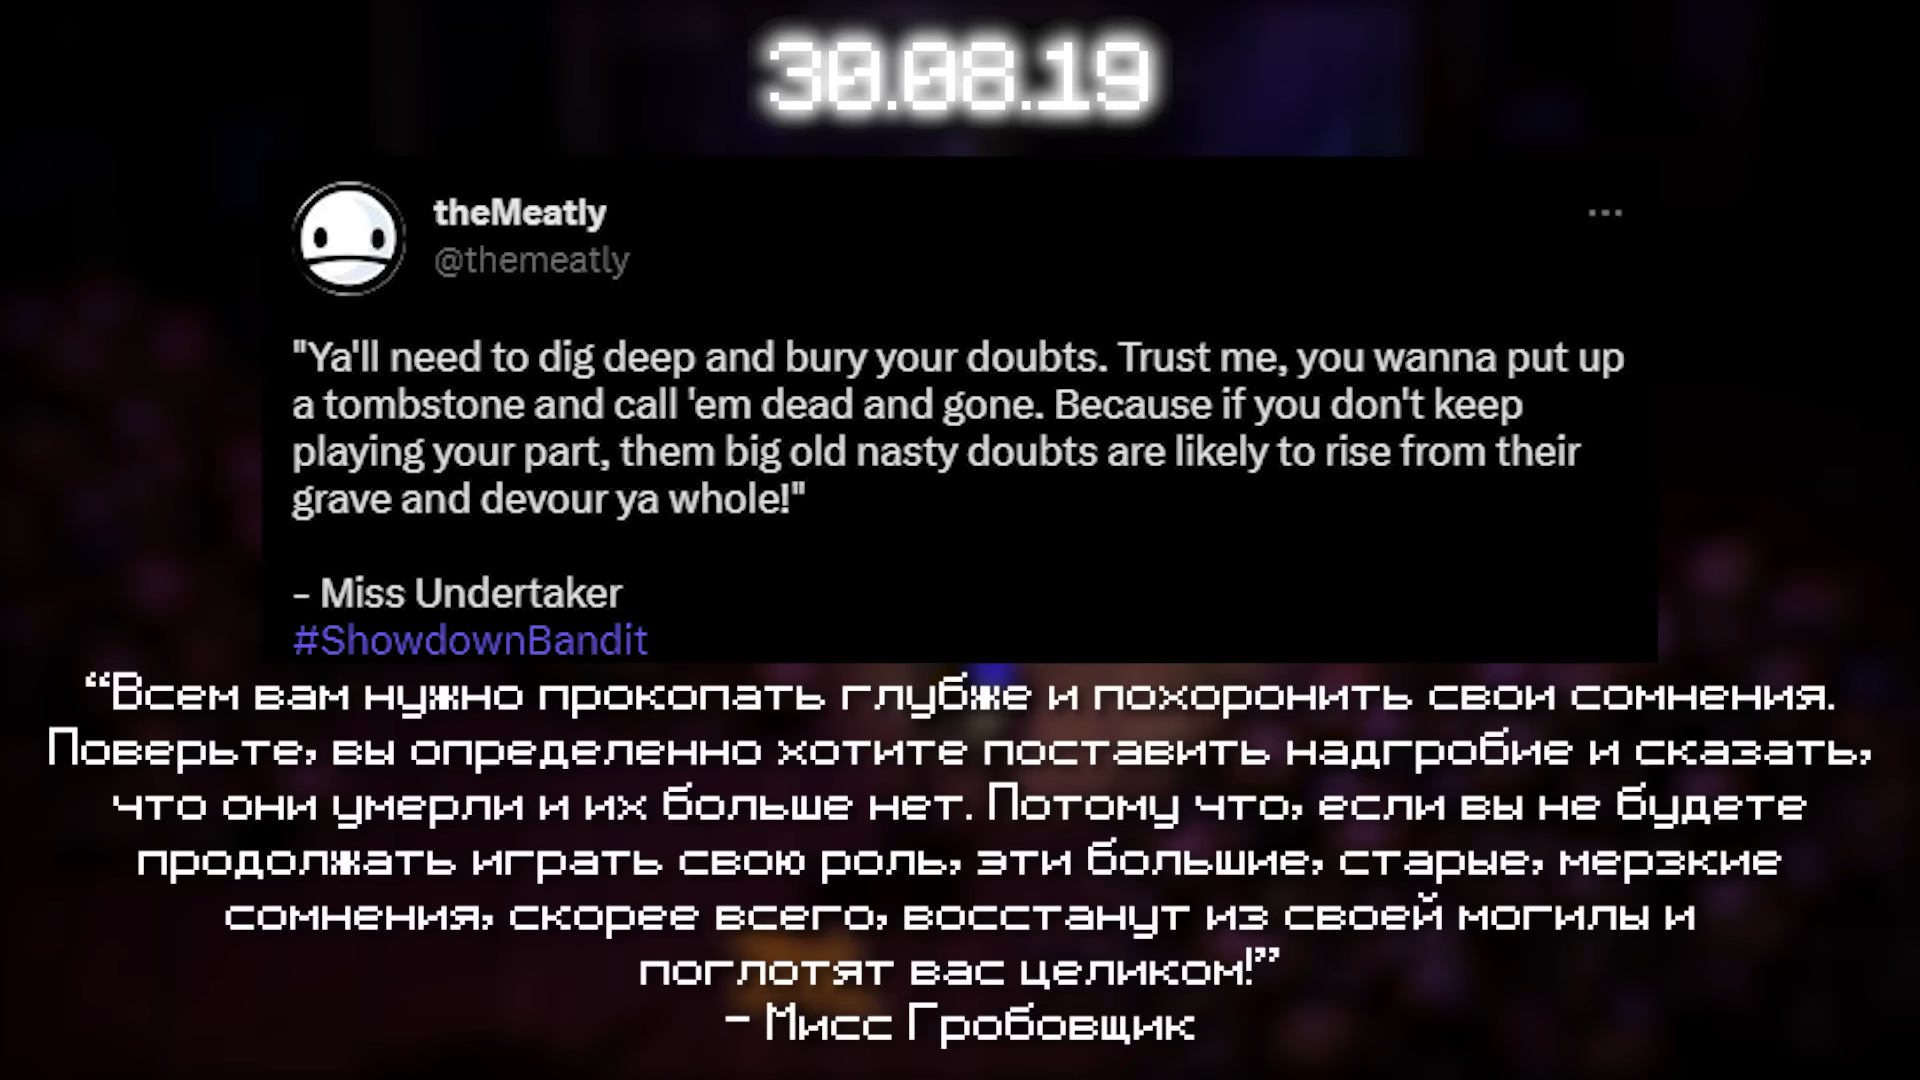 30.08.19
theMeatly
@themeatly
"Ya'll need to dig deep and bury your doubts. Trust me, you wanna put up
a tombstone and call 'em dead and gone. Because if you don't keep
playing your part, them big old nasty doubts are likely to rise from their
grave and devour ya whole!"
- Miss Undertaker
#ShowdownBandit
“Всем вам нужно прокопать глубже и похоронить свои сомнения.
Поверьте, вы определенно хотите поставить надгробие и сказать,
что они умерли и их больше нет. Потому что, если вы не будете
продолжать играть свою роль, эти большие, старые, мерзкие
сомнения, скорее всего, восстанут из своей могилы и
поглотят вас целиком!”
- Мисс Гробовщик